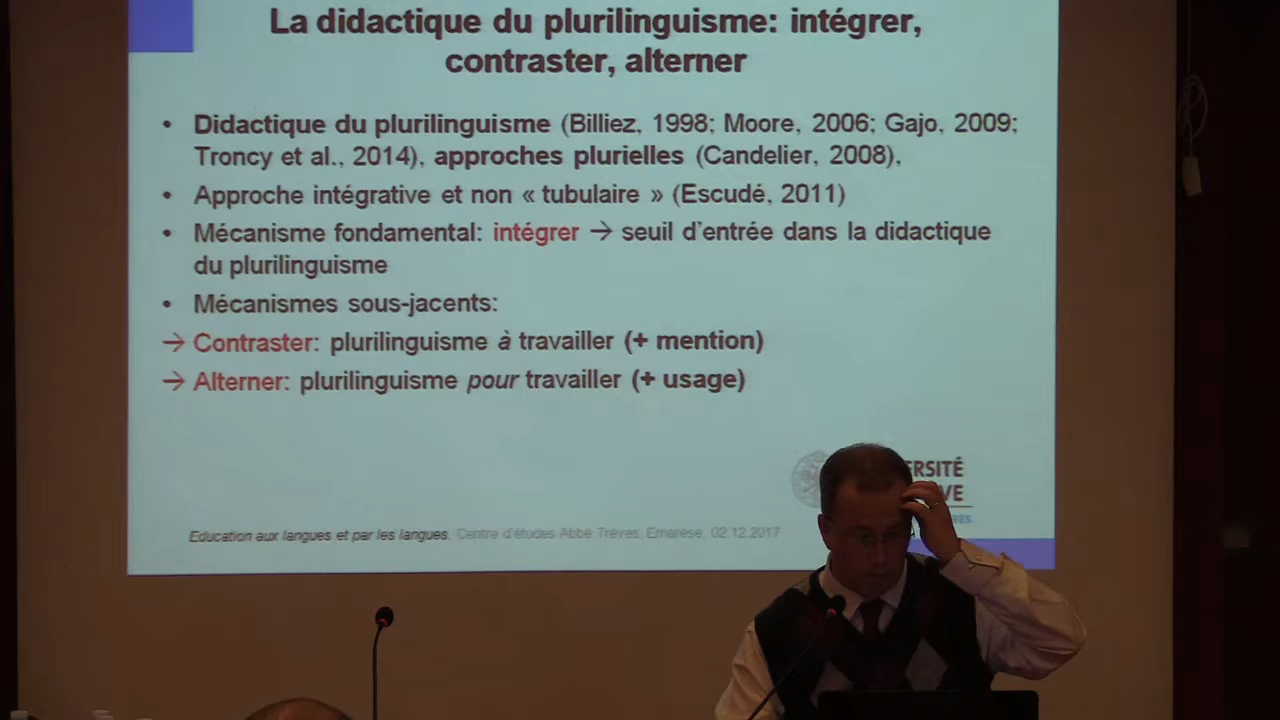 La didactique du plurilinguisme: intégrer,
contraster, alterner
• Didactique du plurilinguisme (Billiez, 1998; Moore, 2006; Gajo, 2009;
Troncy et al., 2014), approches plurielles (Candelier, 2008),
• Approche intégrative et non « tubulaire » (Escudé, 2011)
• Mécanisme fondamental: intégrer → seuil d'entrée dans la didactique
du plurilinguisme
• Mécanismes sous-jacents:
→ Contraster: plurilinguisme à travailler (+ mention)
→ Alterner: plurilinguisme pour travailler (+ usage)
Education aux langues et par les langues, Centre d'études Abbé Trèves, Emarèse, 02.12.2017